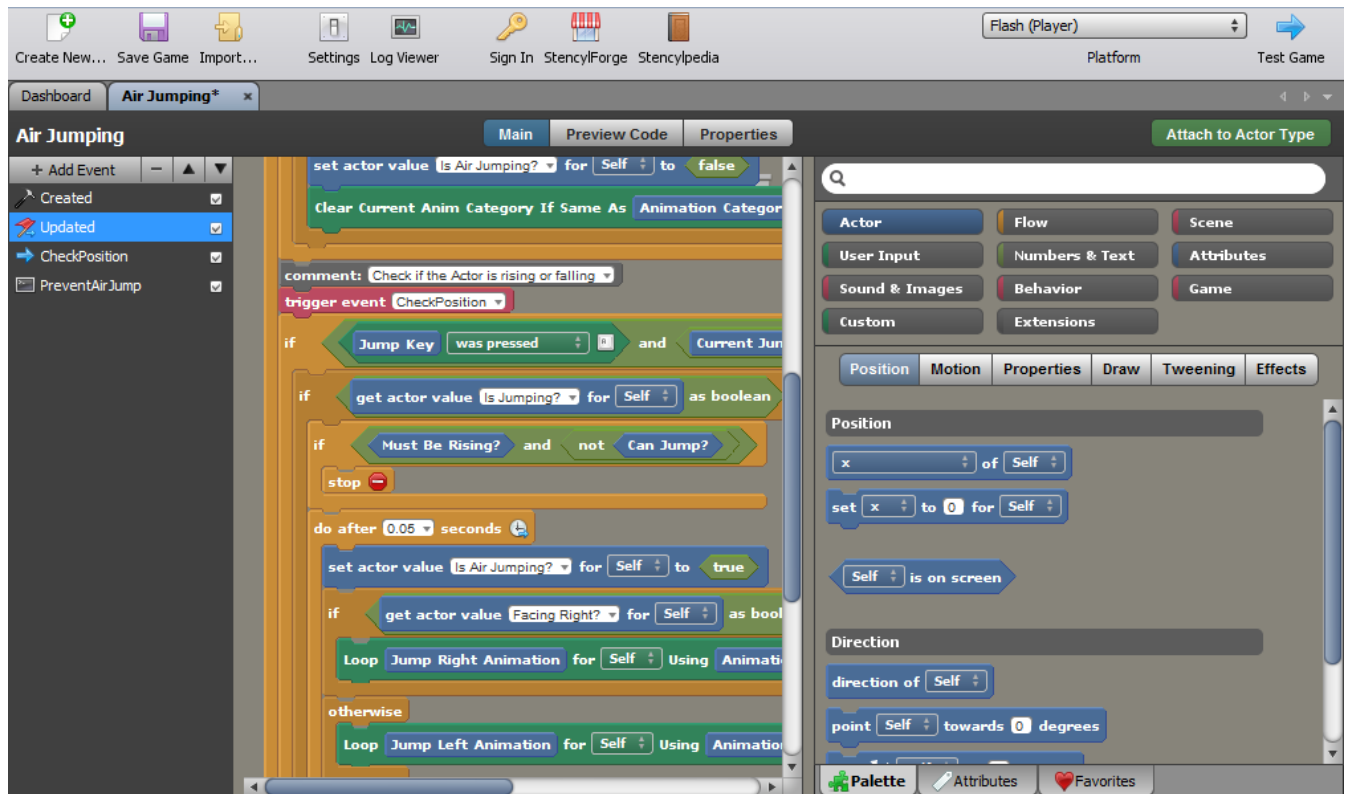 Flash (Player)
Create New... Save Game Import... Settings Log Viewer Sign In StencylForge Stencylpedia Platform Test Game
Dashboard Air Jumping* ×
Air Jumping Main Preview Code Properties Attach to Actor Type
+ Add Event
Created
Updated
CheckPosition
PreventAirJump
set actor value Is Air Jumping? for Self to false
Clear Current Anim Category If Same As Animation Categor
comment: Check if the Actor is rising or falling
trigger event CheckPosition
if Jump Key was pressed and Current Jum
if get actor value Is Jumping? for Self as boolean
if Must Be Rising? and not Can Jump?
stop
do after 0.05 seconds
set actor value Is Air Jumping? for Self to true
if get actor value Facing Right? for Self as bool
Loop Jump Right Animation for Self Using Animati
otherwise
Loop Jump Left Animation for Self Using Animatio
Actor Flow Scene
User Input Numbers & Text Attributes
Sound & Images Behavior Game
Custom Extensions
Position Motion Properties Draw Tweening Effects
Position
x of Self
set x to 0 for Self
Self is on screen
Direction
direction of Self
point Self towards 0 degrees
Palette Attributes Favorites